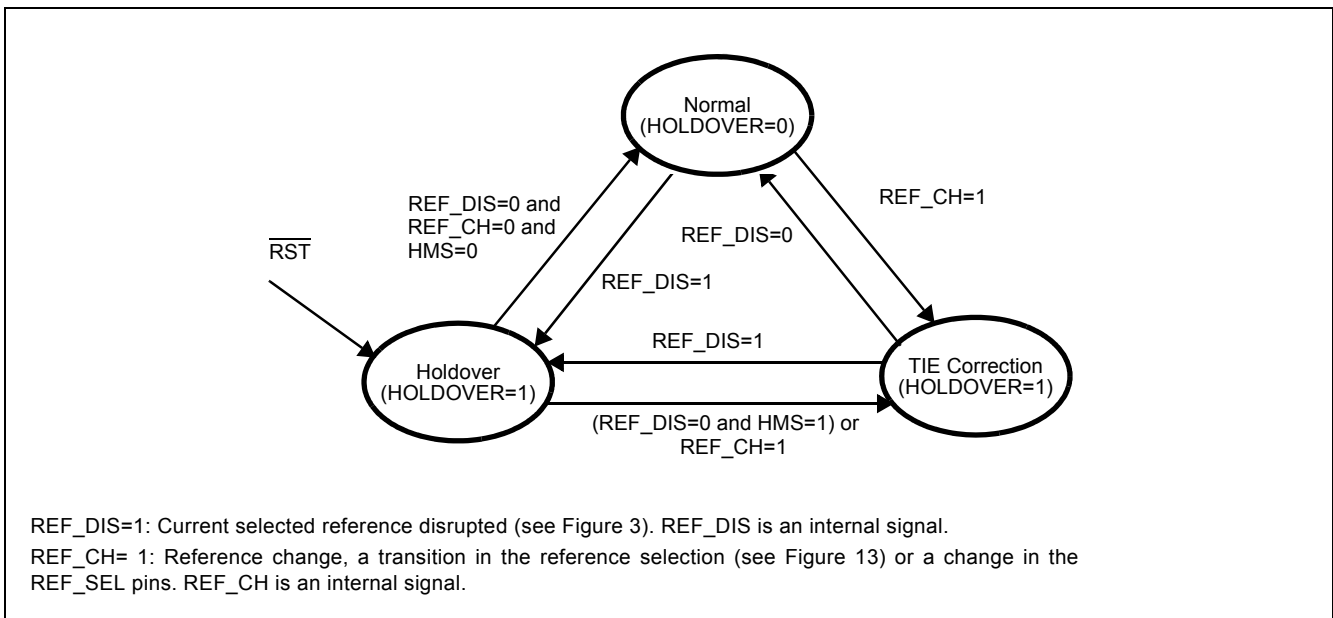 Normal
(HOLDOVER=0)
REF_DIS=0 and
REF_CH=0 and
HMS=0
REF_CH=1
REF_DIS=0
RST
REF_DIS=1
REF_DIS=1
Holdover
(HOLDOVER=1)
TIE Correction
(HOLDOVER=1)
(REF_DIS=0 and HMS=1) or
REF_CH=1
REF_DIS=1: Current selected reference disrupted (see Figure 3). REF_DIS is an internal signal.
REF_CH= 1: Reference change, a transition in the reference selection (see Figure 13) or a change in the
REF_SEL pins. REF_CH is an internal signal.